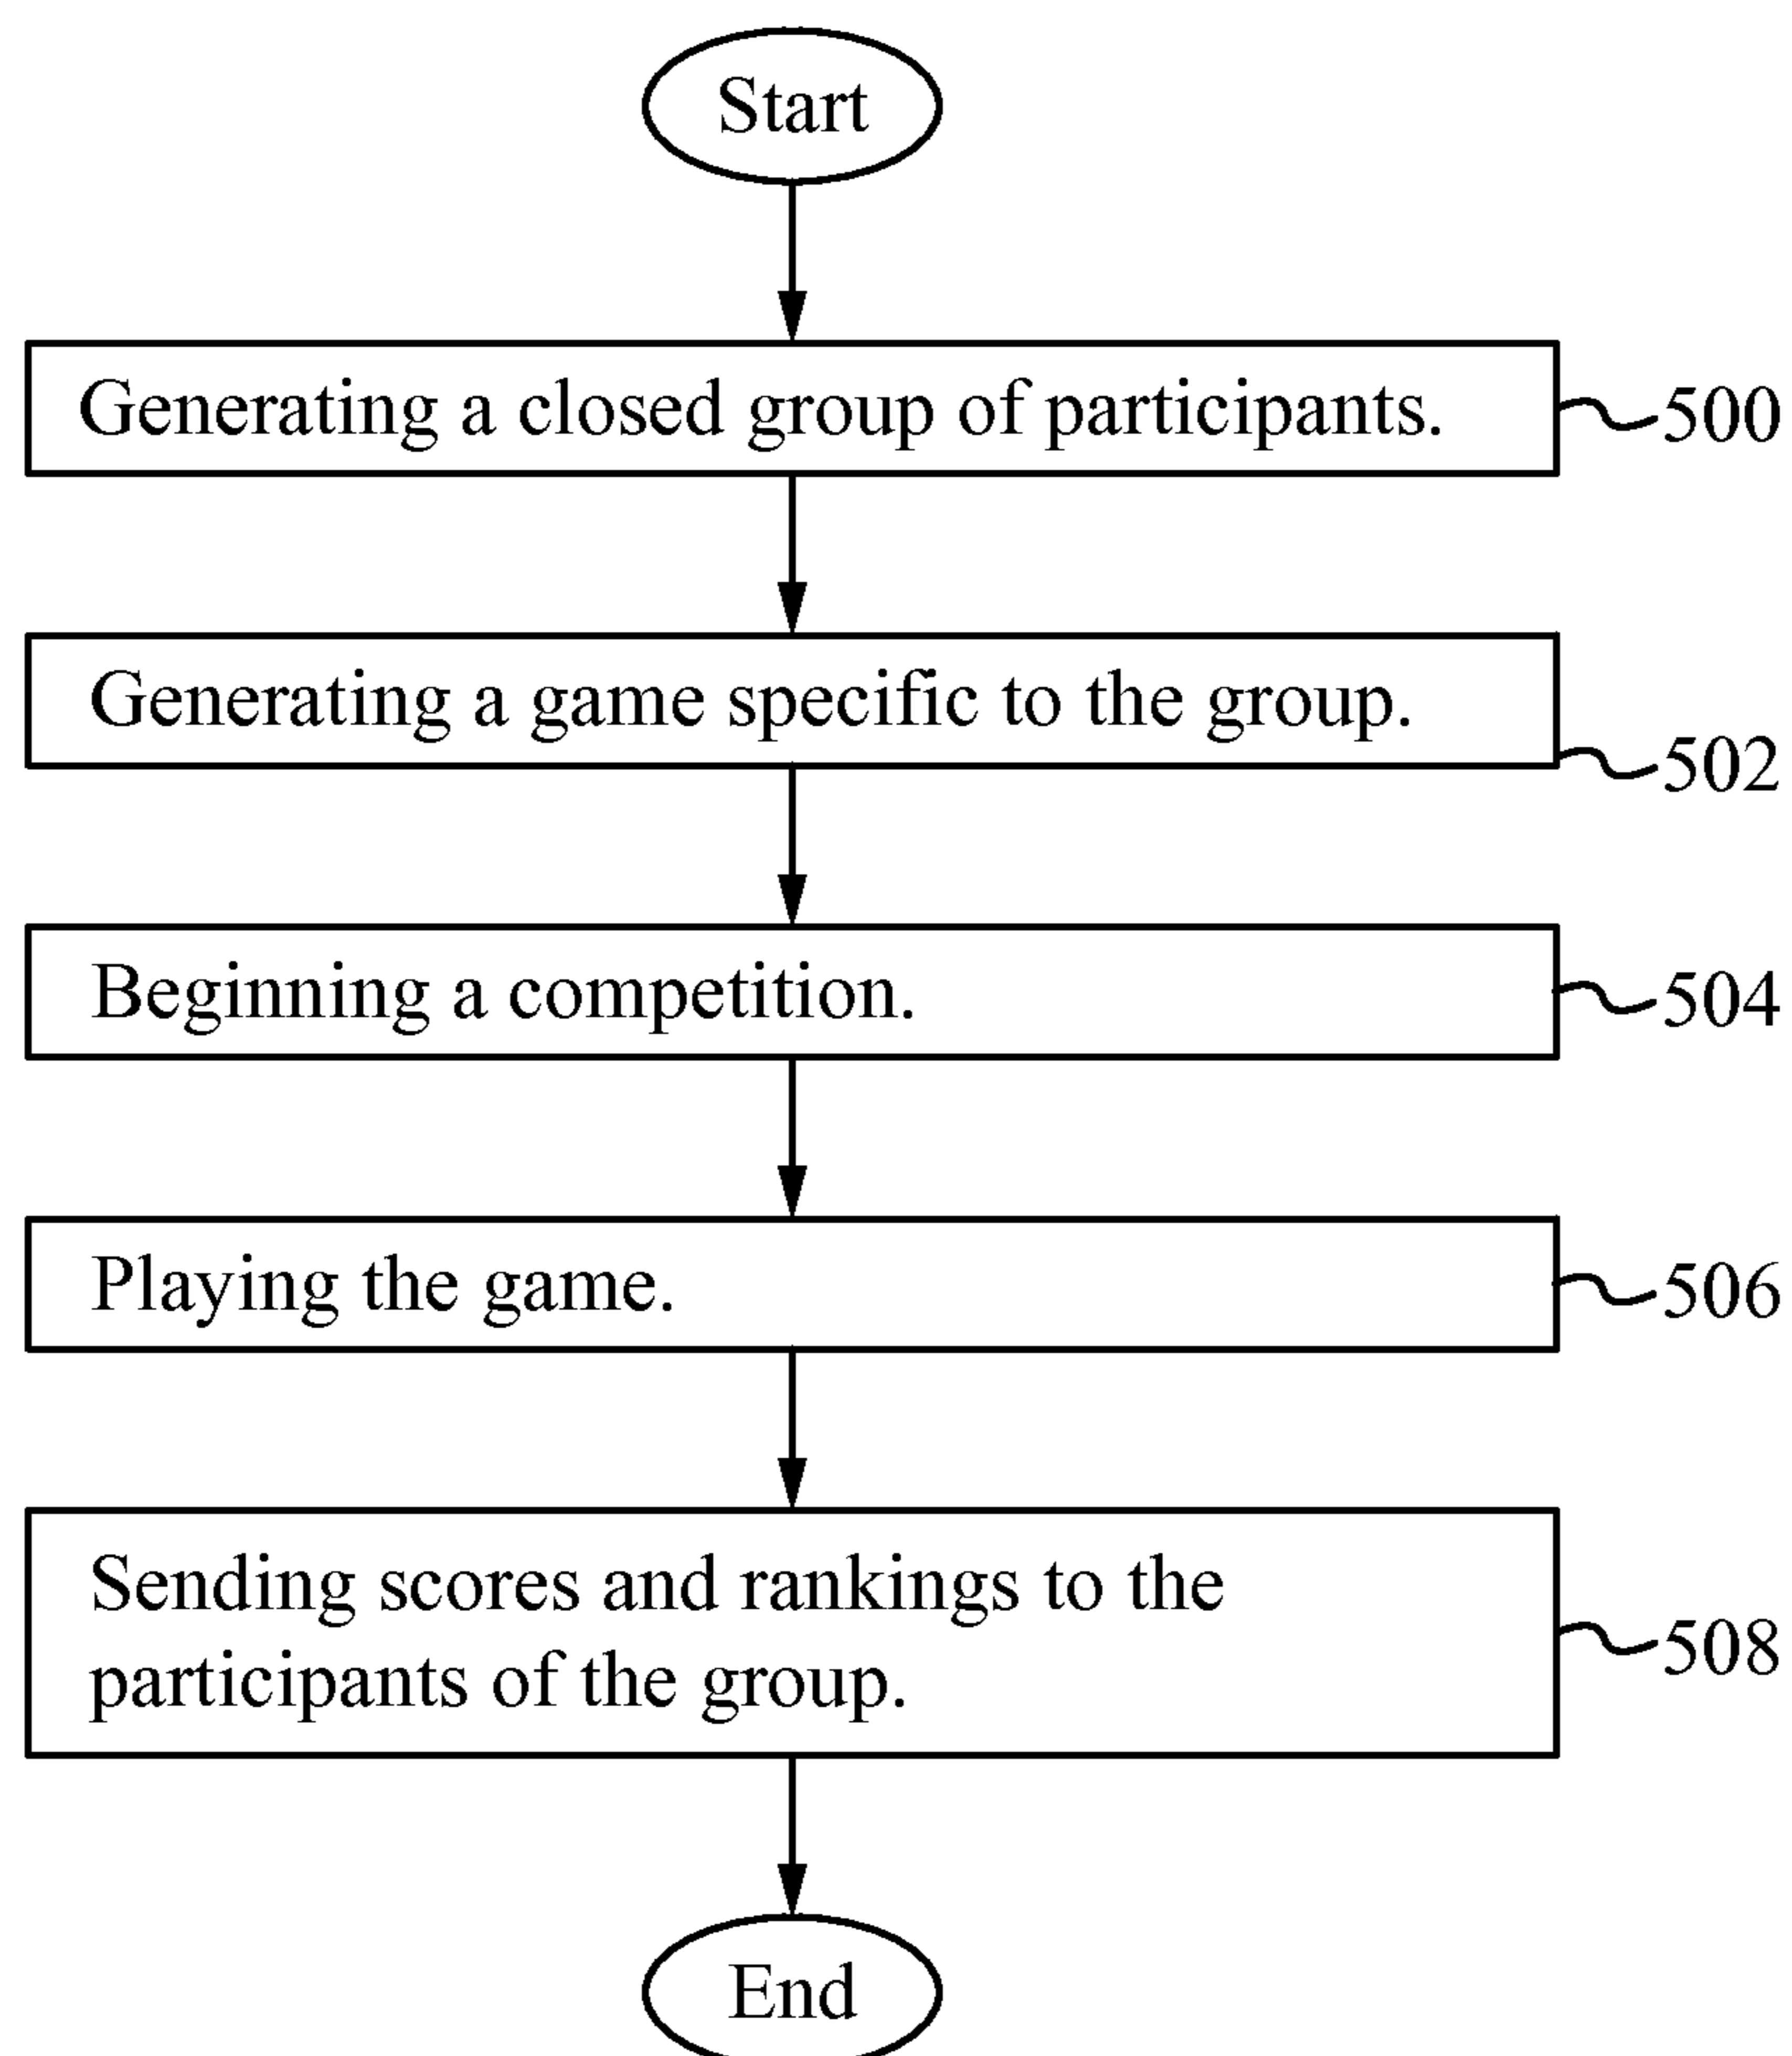 Start
Generating a closed group of participants.
500
Generating a game specific to the group.
502
Beginning a competition.
504
Playing the game.
506
Sending scores and rankings to the
participants of the group.
508
End